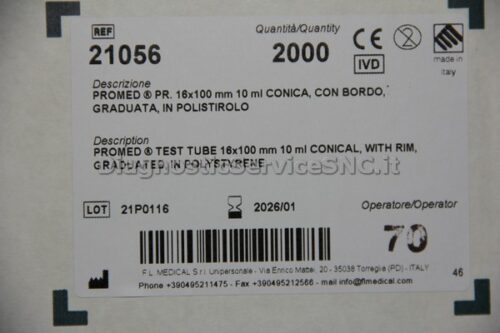 REF
Quantità/Quantity
21056
2000
CE
2
IVD
made in
Italy
Descrizione
PROMED ® PR. 16x100 mm 10 ml CONICA, CON BORDO,
GRADUATA, IN POLISTIROLO
Description
PROMED ® TEST TUBE 16x100 mm 10 ml CONICAL, WITH RIM,
GRADUATED, IN POLYSTYRENE
DiagnosticServiceSNC.it
LOT 21P0116
2026/01
Operatore/Operator
70
F.L. MEDICAL S.r.l. Unipersonale - Via Enrico Mattei, 20 - 35038 Torreglia (PD) - ITALY
Phone +390495211475 - Fax +390495212566 - mail info@flmedical.com
46